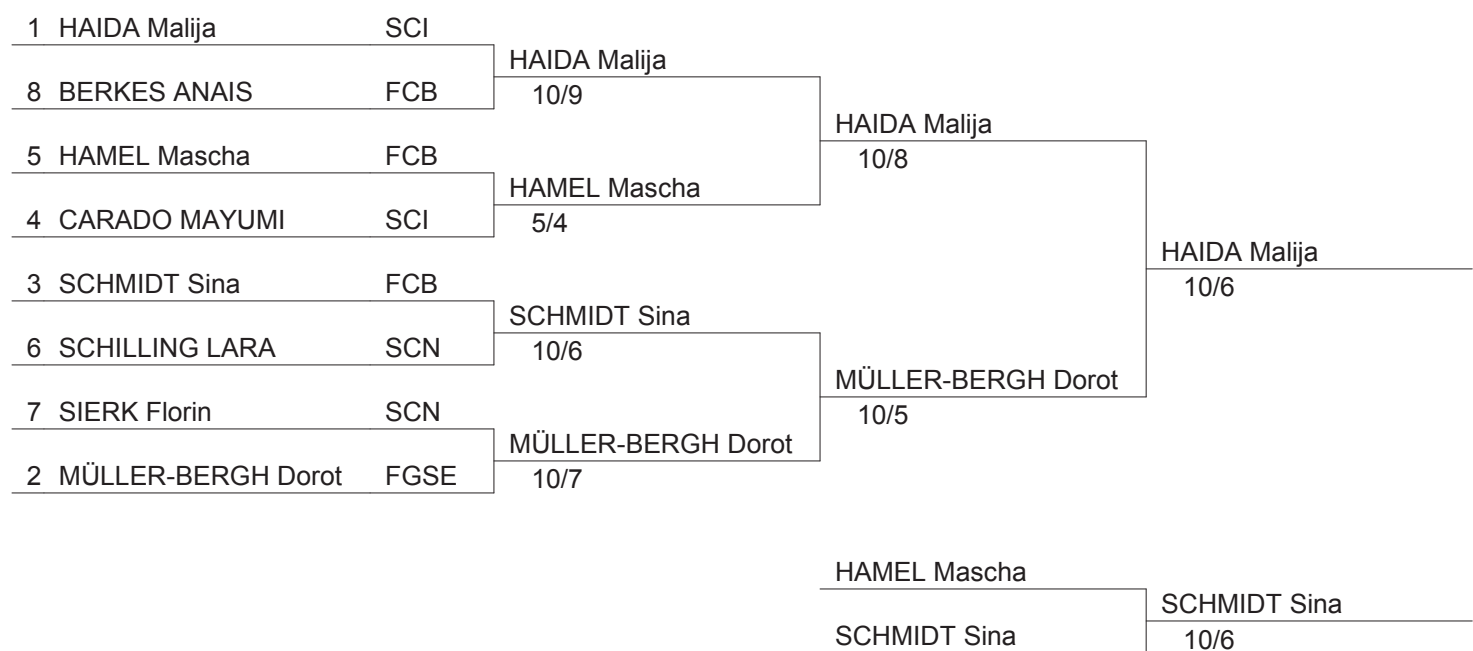 1 HAIDA Malija SCI
8 BERKES ANAIS FCB
5 HAMEL Mascha FCB
4 CARADO MAYUMI SCI
3 SCHMIDT Sina FCB
6 SCHILLING LARA SCN
7 SIERK Florin SCN
2 MÜLLER-BERGH Dorot FGSE
HAIDA Malija
10/9
HAMEL Mascha
5/4
SCHMIDT Sina
10/6
MÜLLER-BERGH Dorot
10/7
HAIDA Malija
10/8
MÜLLER-BERGH Dorot
10/5
HAIDA Malija
10/6
HAMEL Mascha
SCHMIDT Sina
SCHMIDT Sina
10/6